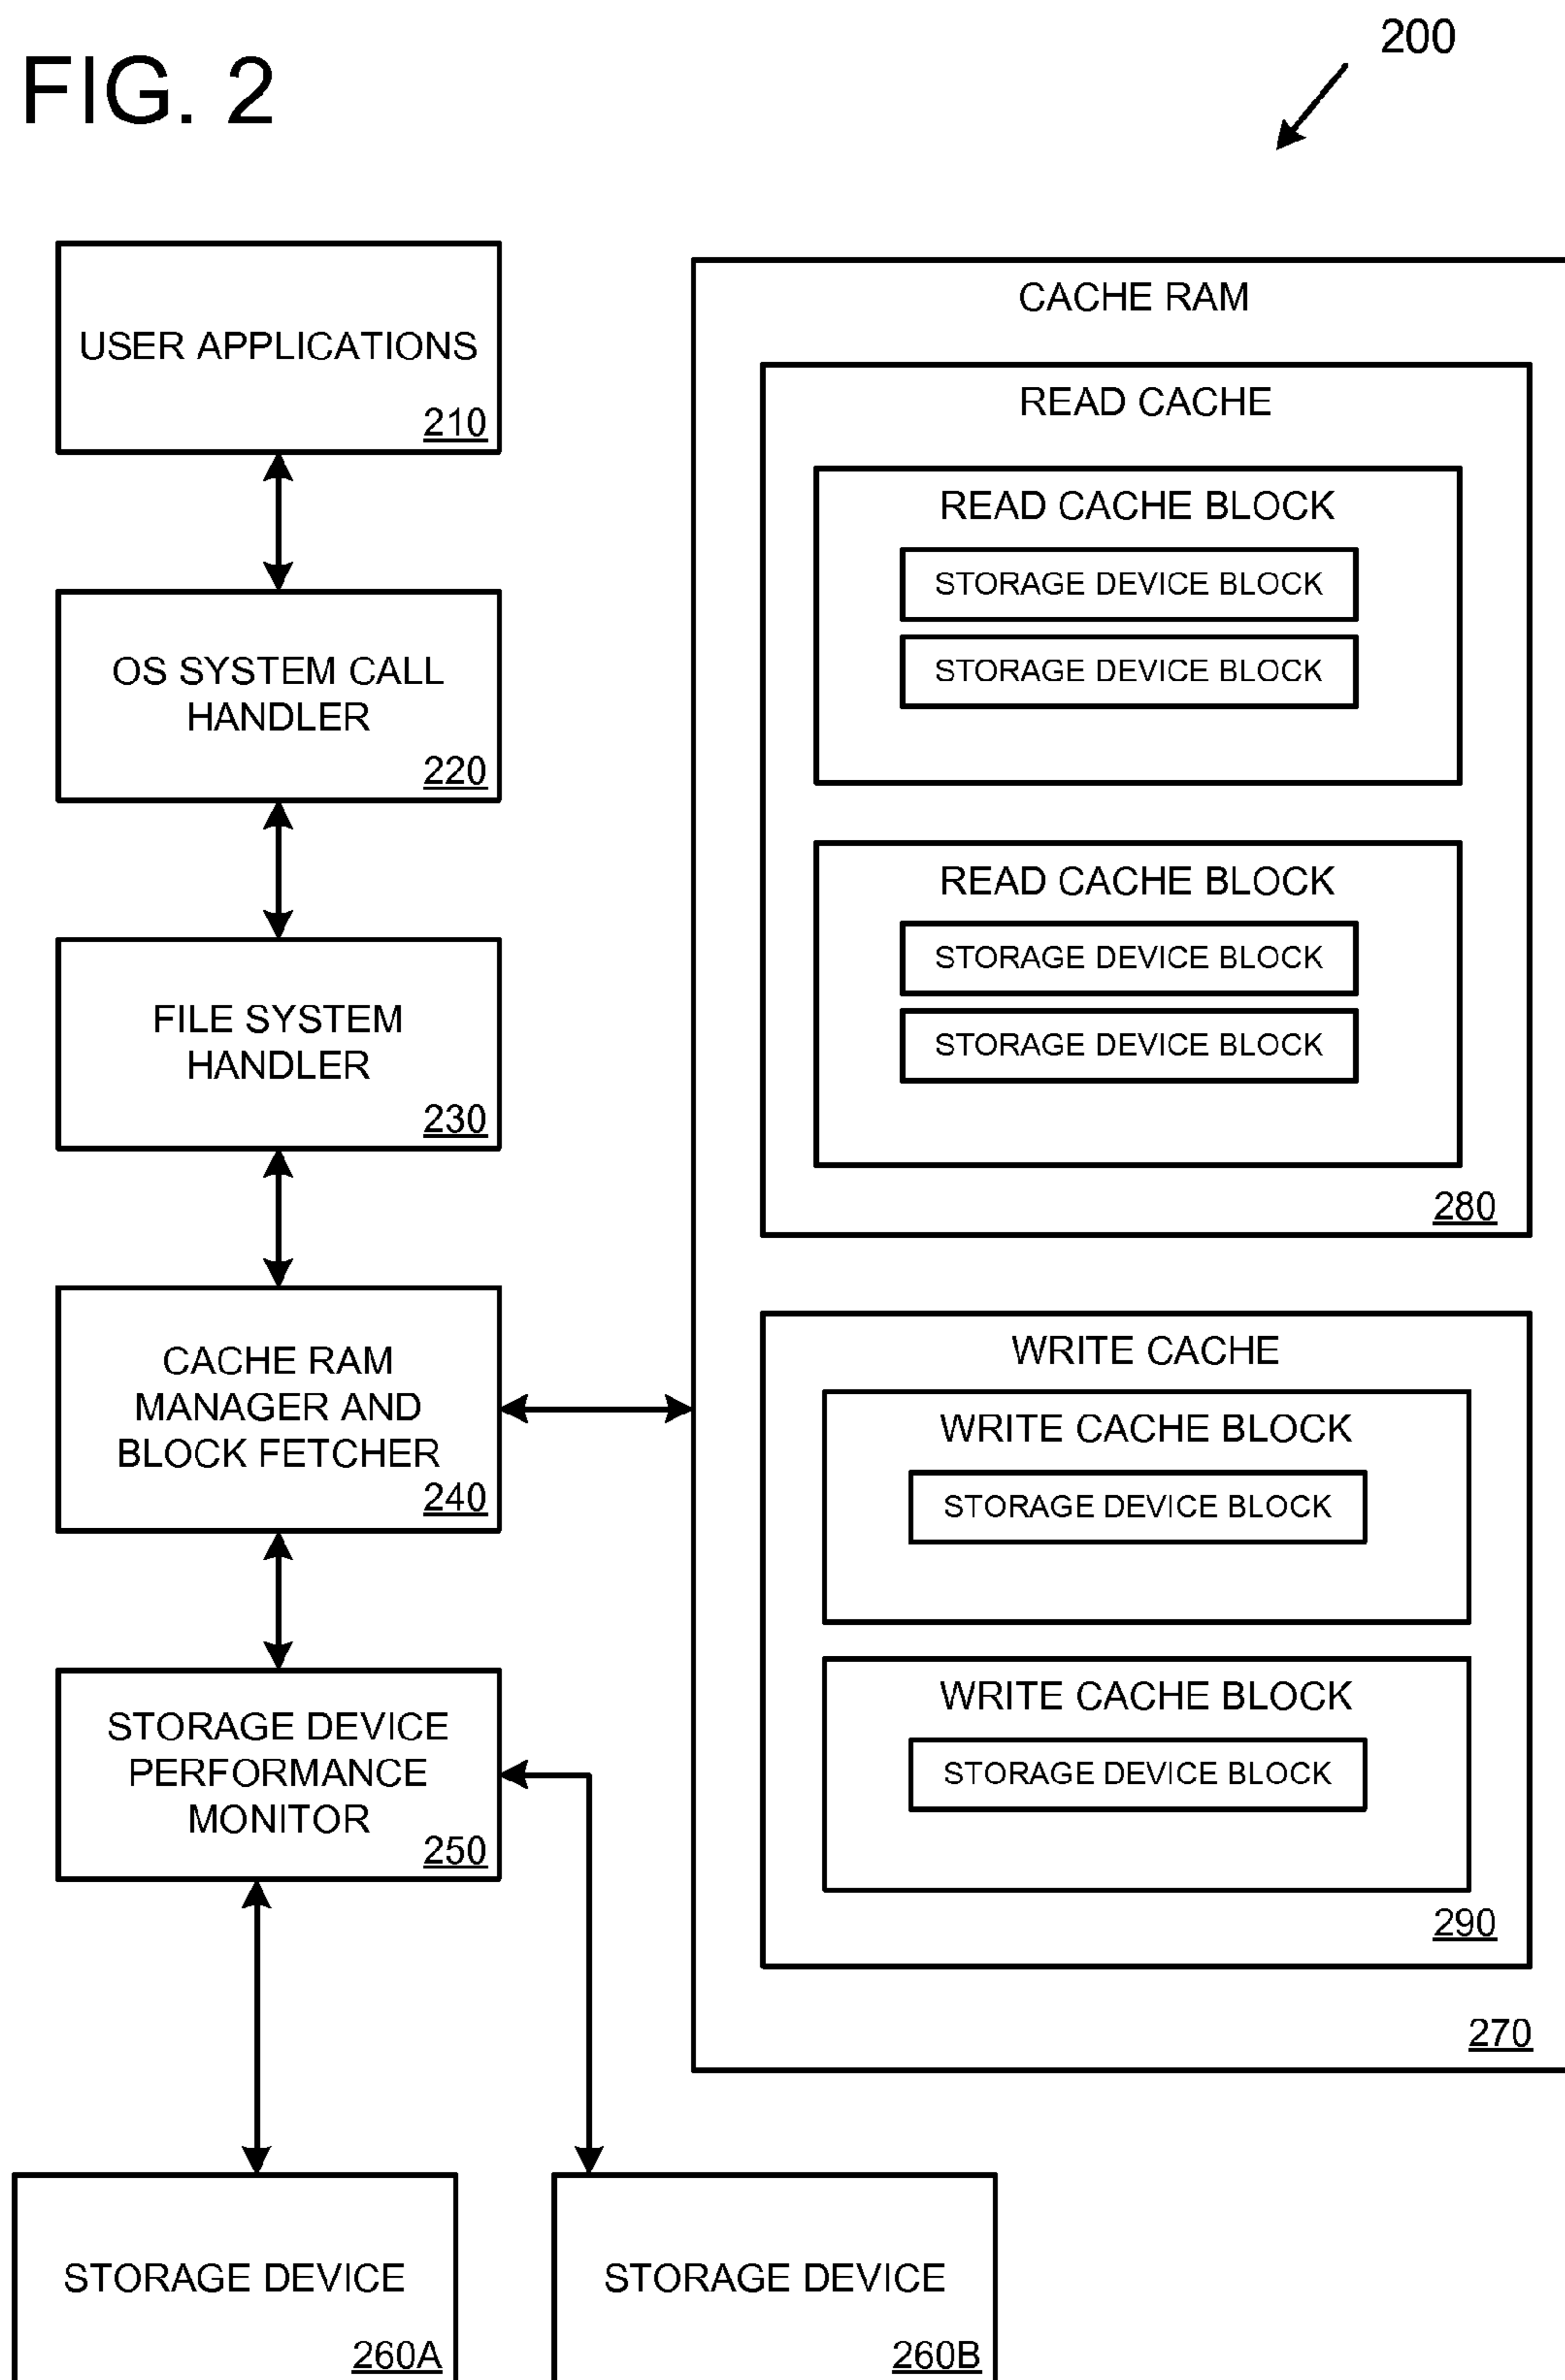 FIG. 2
200
USER APPLICATIONS
210
OS SYSTEM CALL
HANDLER
220
FILE SYSTEM
HANDLER
230
CACHE RAM
MANAGER AND
BLOCK FETCHER
240
STORAGE DEVICE
PERFORMANCE
MONITOR
250
STORAGE DEVICE
260A
STORAGE DEVICE
260B
CACHE RAM
READ CACHE
READ CACHE BLOCK
STORAGE DEVICE BLOCK
STORAGE DEVICE BLOCK
READ CACHE BLOCK
STORAGE DEVICE BLOCK
STORAGE DEVICE BLOCK
280
WRITE CACHE
WRITE CACHE BLOCK
STORAGE DEVICE BLOCK
WRITE CACHE BLOCK
STORAGE DEVICE BLOCK
290
270